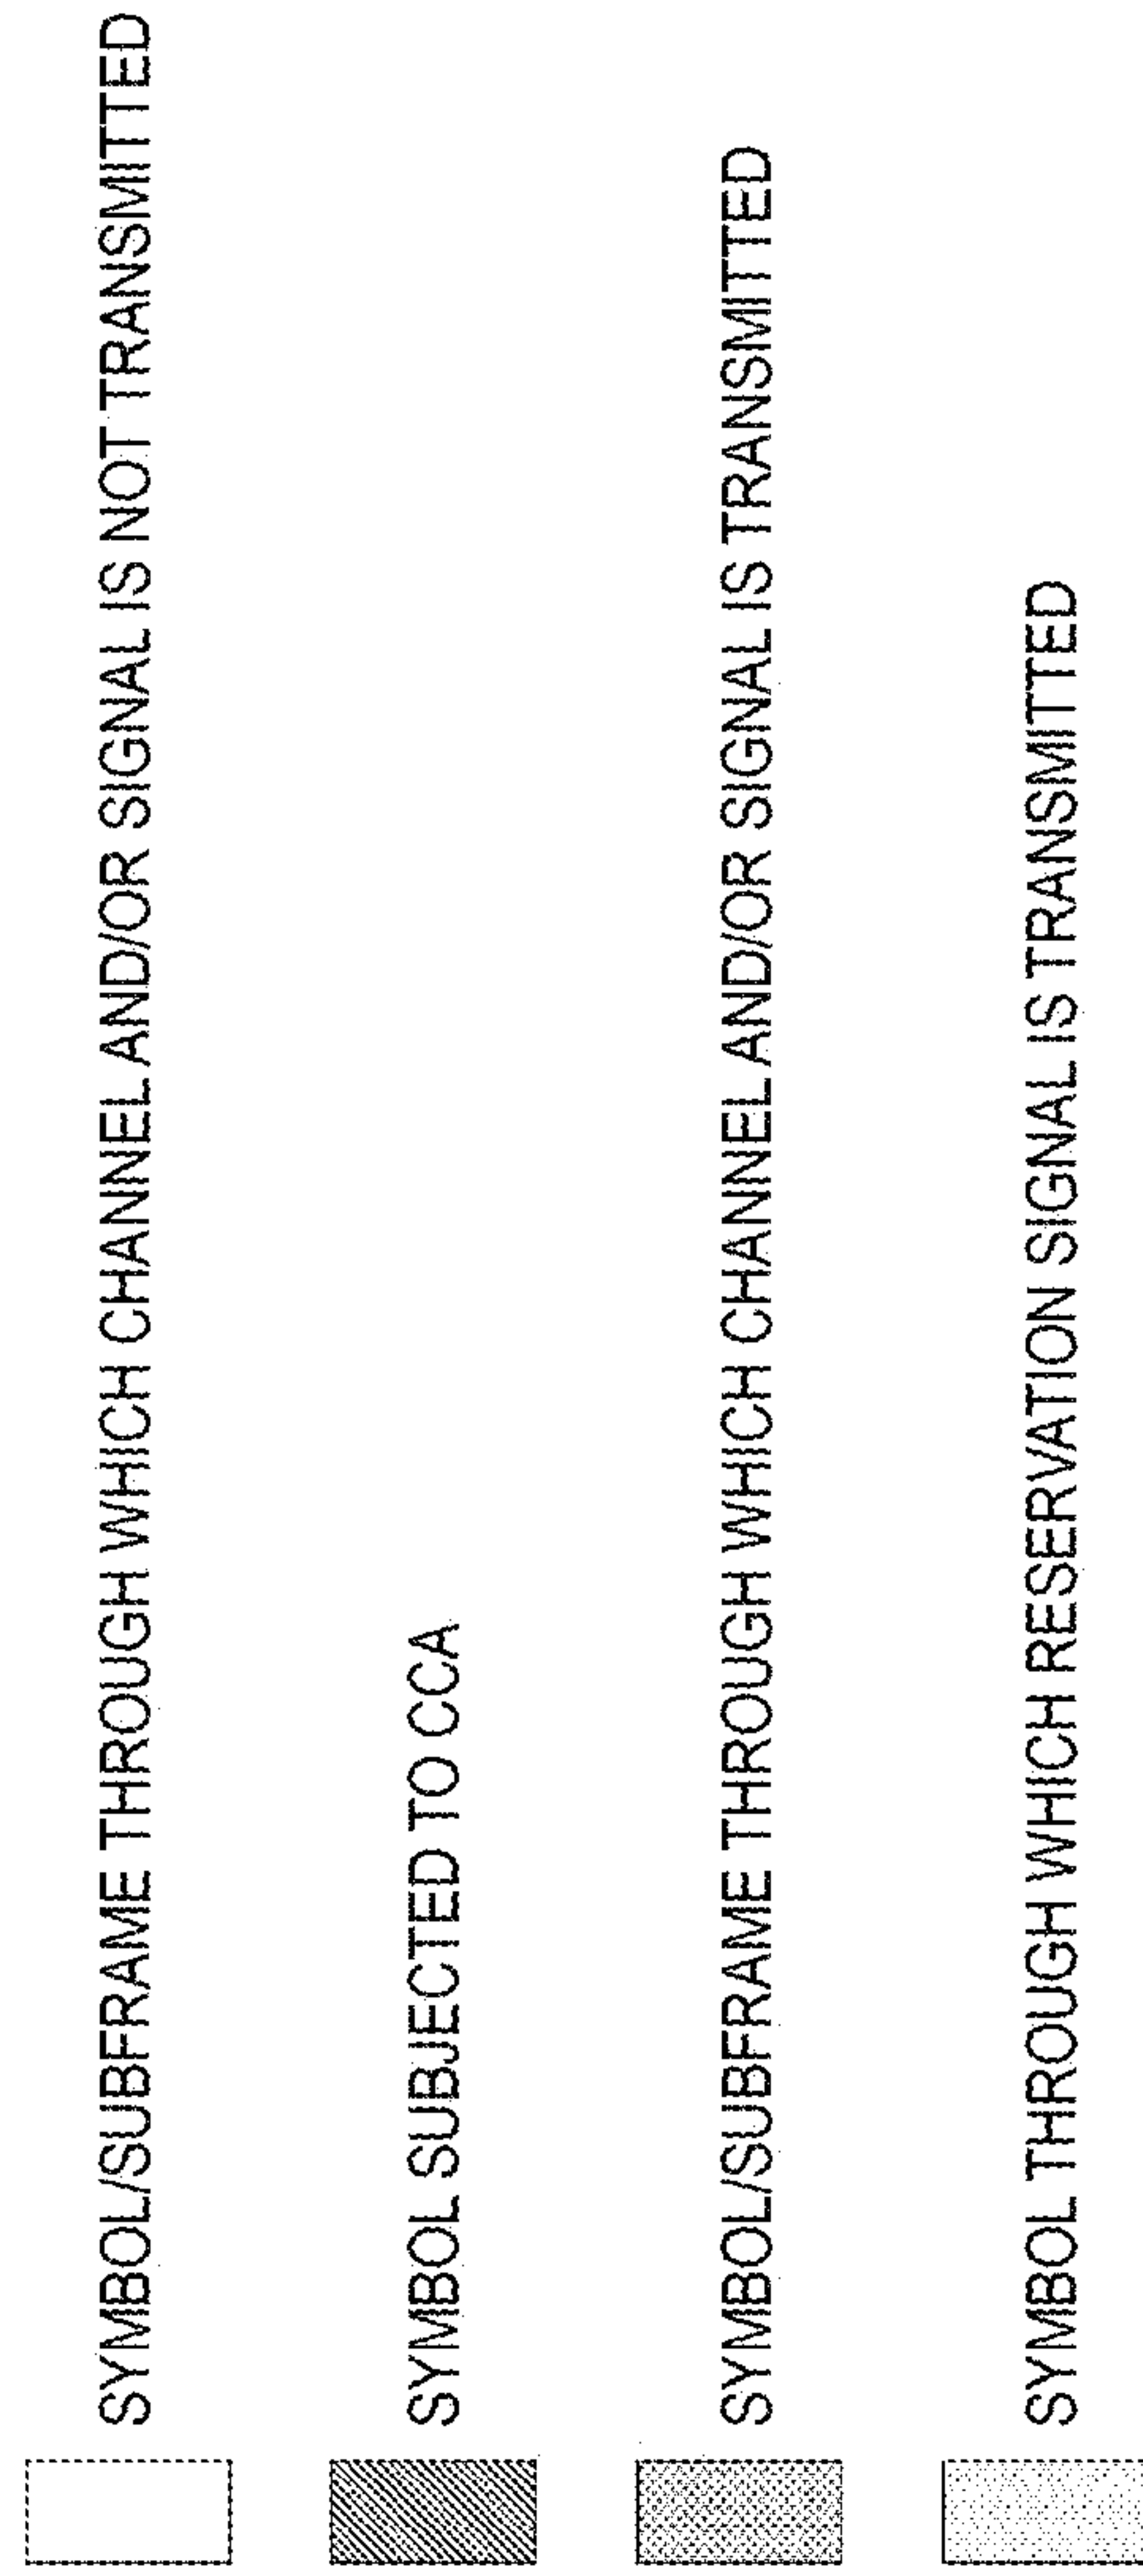 SYMBOL/SUBFRAME THROUGH WHICH CHANNEL AND/OR SIGNAL IS NOT TRANSMITTED
SYMBOL SUBJECTED TO CCA
SYMBOL/SUBFRAME THROUGH WHICH CHANNEL AND/OR SIGNAL IS TRANSMITTED
SYMBOL THROUGH WHICH RESERVATION SIGNAL IS TRANSMITTED